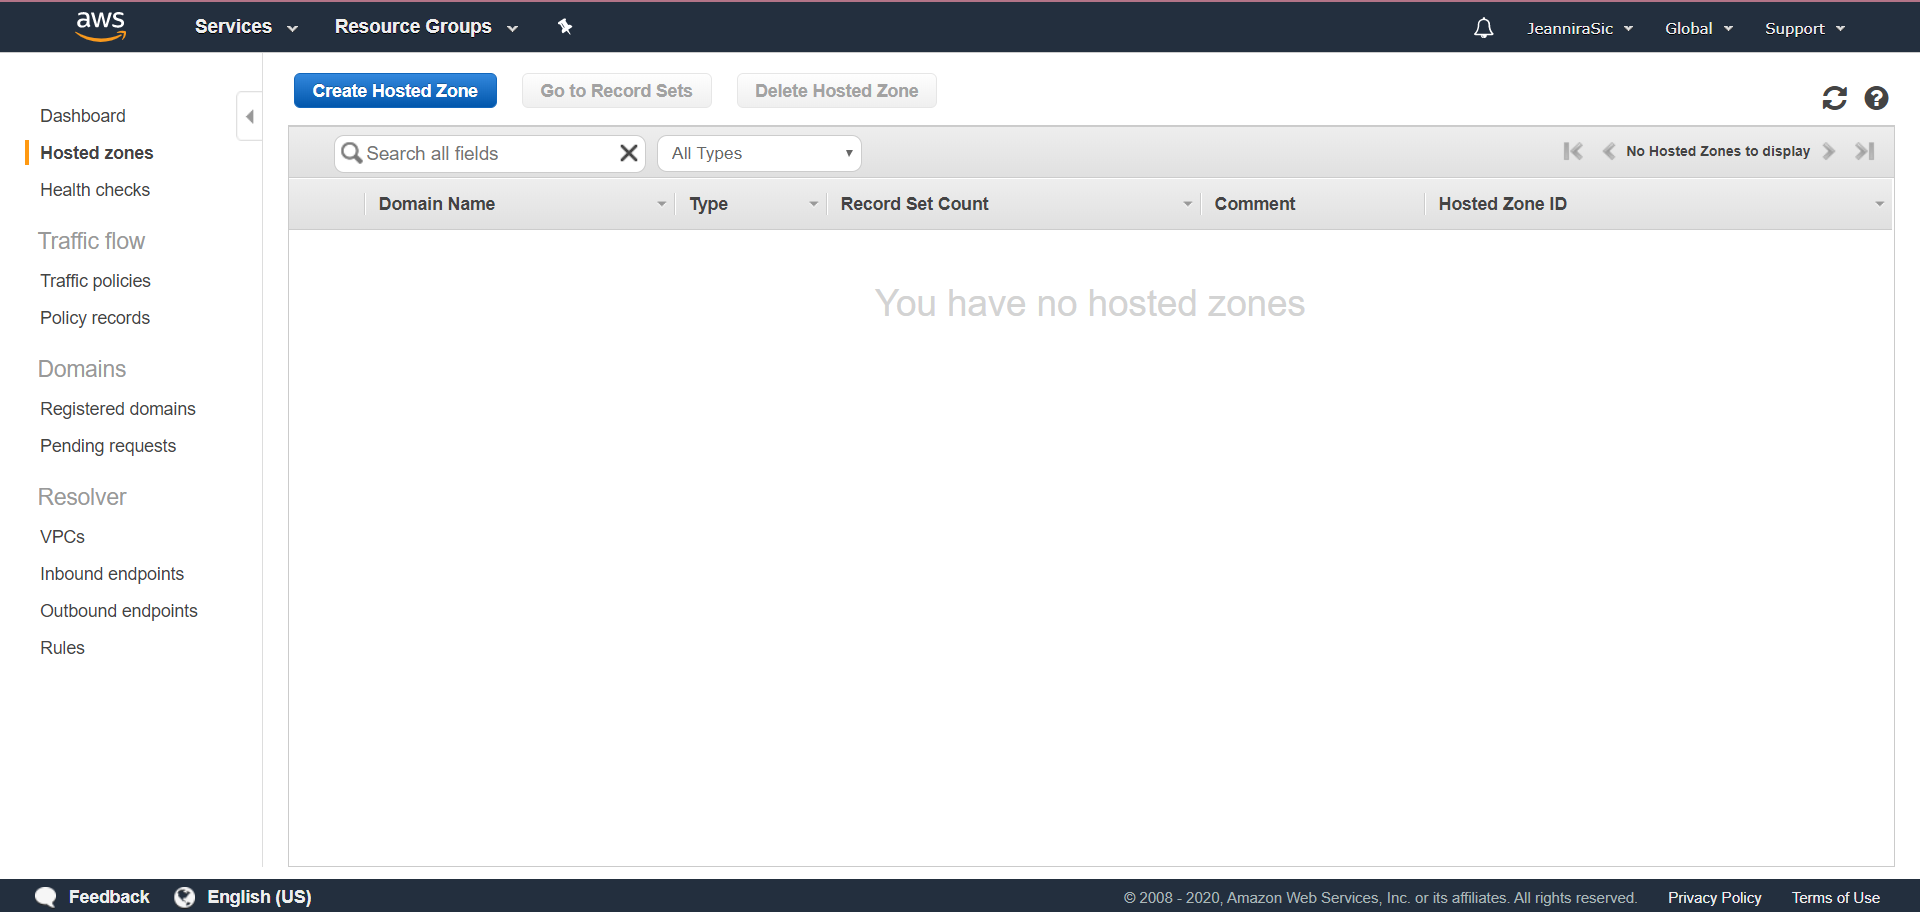 aws
Services
Resource Groups
JeanniraSic
Global
Support
Dashboard
Hosted zones
Health checks
Traffic flow
Traffic policies
Policy records
Domains
Registered domains
Pending requests
Resolver
VPCs
Inbound endpoints
Outbound endpoints
Rules
Create Hosted Zone
Go to Record Sets
Delete Hosted Zone
Search all fields
All Types
No Hosted Zones to display
Domain Name
Type
Record Set Count
Comment
Hosted Zone ID
You have no hosted zones
Feedback
English (US)
© 2008 - 2020, Amazon Web Services, Inc. or its affiliates. All rights reserved.
Privacy Policy
Terms of Use